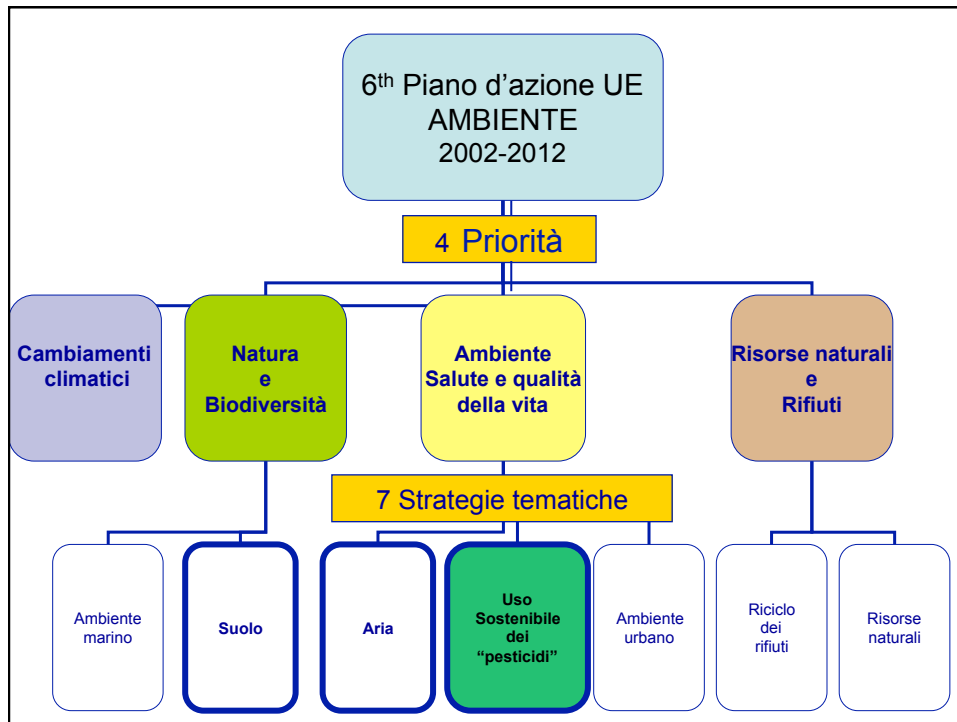 6th Piano d'azione UE
AMBIENTE
2002-2012
4 Priorità
Cambiamenti
climatici
Natura
e
Biodiversità
Ambiente
Salute e qualità
della vita
Risorse naturali
e
Rifiuti
7 Strategie tematiche
Ambiente
marino
Suolo
Aria
Uso
Sostenibile
dei
“pesticidi”
Ambiente
urbano
Riciclo
dei
rifiuti
Risorse
naturali